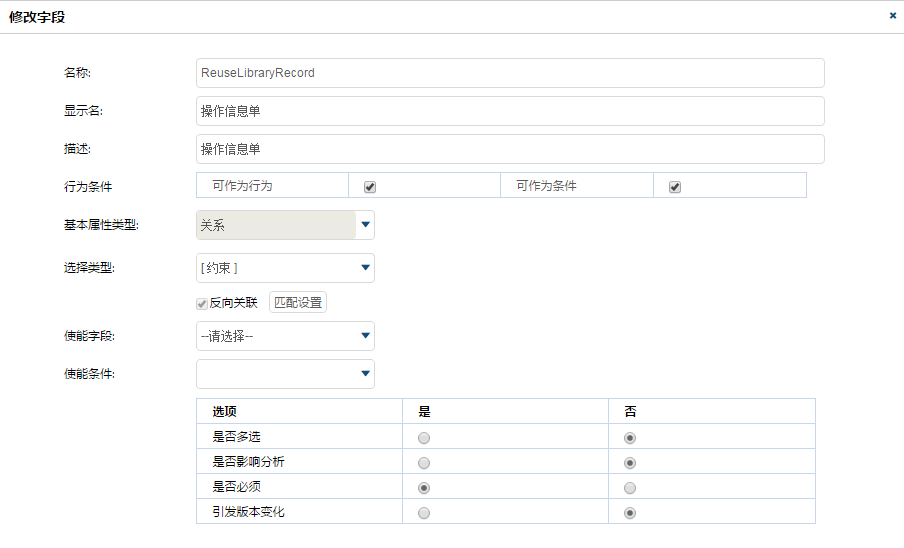 修改字段
名称: ReuseLibraryRecord
显示名: 操作信息单
描述: 操作信息单
行为条件 可作为行为 可作为条件
基本属性类型: 关系
选择类型: [ 约束 ]
反向关联 匹配设置
使能字段: --请选择--
使能条件:
选项 是 否
是否多选
是否影响分析
是否必须
引发版本变化